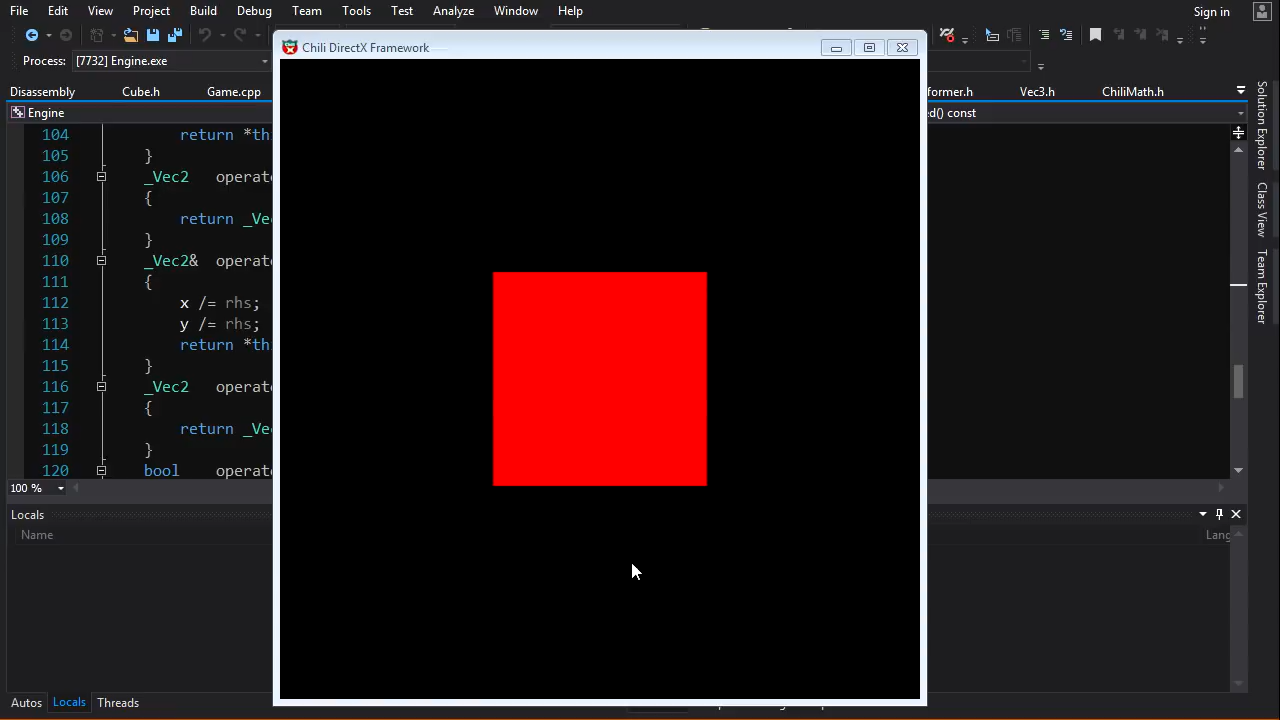 File Edit View Project Build Debug Team Tools Test Analyze Window Help Sign in
Chili DirectX Framework
Process: [7732] Engine.exe
Disassembly Cube.h Game.cpp former.h Vec3.h ChiliMath.h
Engine ed() const
104 return *th
105 }
106 _Vec2 operat
107 {
108 return _Ve
109 }
110 _Vec2& operat
111 {
112 x /= rhs;
113 y /= rhs;
114 return *th
115 }
116 _Vec2 operat
117 {
118 return _Ve
119 }
120 bool operat
100 %
Locals
Name Lang
Autos Locals Threads
Solution Explorer
Class View
Team Explorer